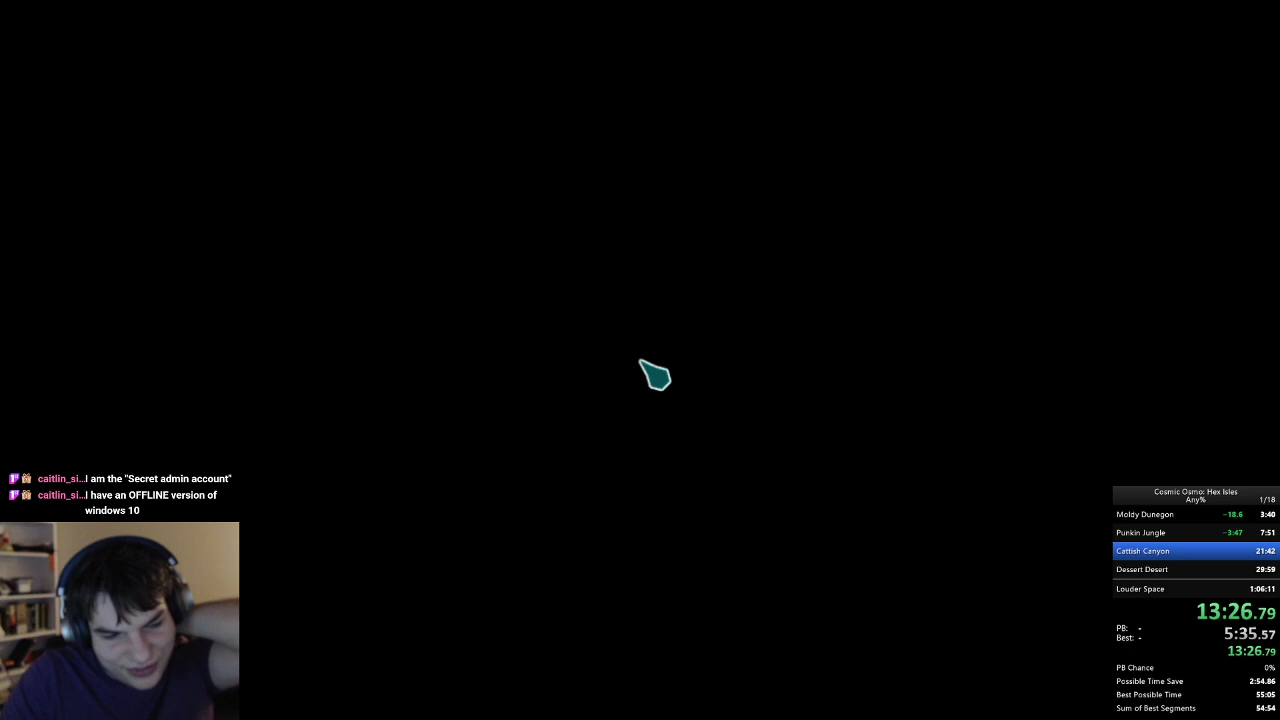 caitlin_si...I am the "Secret admin account"
caitlin_si...I have an OFFLINE version of
windows 10
Cosmic Osmo: Hex Isles
Any% 1/18
Moldy Dunegon −18.6 3:40
Punkin Jungle −3:47 7:51
Cattish Canyon 21:42
Dessert Desert 29:59
Louder Space 1:06:11
13:26.79
PB: - 5:35.57
Best: -
13:26.79
PB Chance 0%
Possible Time Save 2:54.86
Best Possible Time 55:05
Sum of Best Segments 54:54